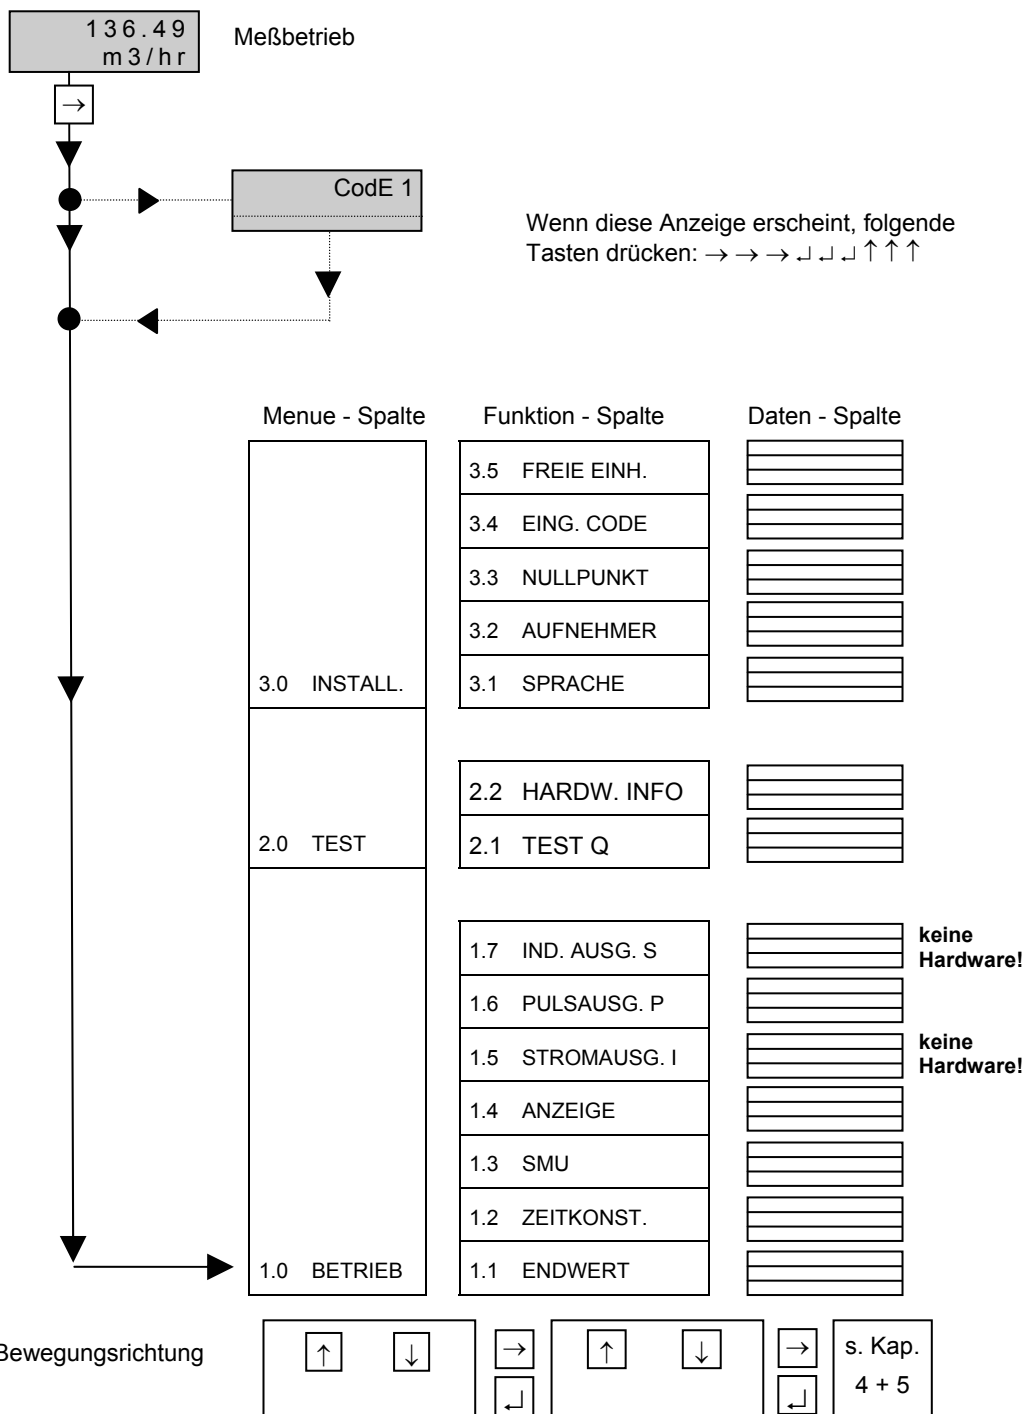 136.49
m3/hr
Meßbetrieb
→
CodE 1
Wenn diese Anzeige erscheint, folgende
Tasten drücken: → → → ↵ ↵ ↵ ↑ ↑ ↑
Menue - Spalte Funktion - Spalte Daten - Spalte
3.5 FREIE EINH.
3.4 EING. CODE
3.3 NULLPUNKT
3.2 AUFNEHMER
3.0 INSTALL. 3.1 SPRACHE
2.2 HARDW. INFO
2.0 TEST 2.1 TEST Q
1.7 IND. AUSG. S keine
Hardware!
1.6 PULSAUSG. P
1.5 STROMAUSG. I keine
Hardware!
1.4 ANZEIGE
1.3 SMU
1.2 ZEITKONST.
1.0 BETRIEB 1.1 ENDWERT
Bewegungsrichtung ↑ ↓ → ↑ ↓ → s. Kap.
↵ ↵ 4 + 5